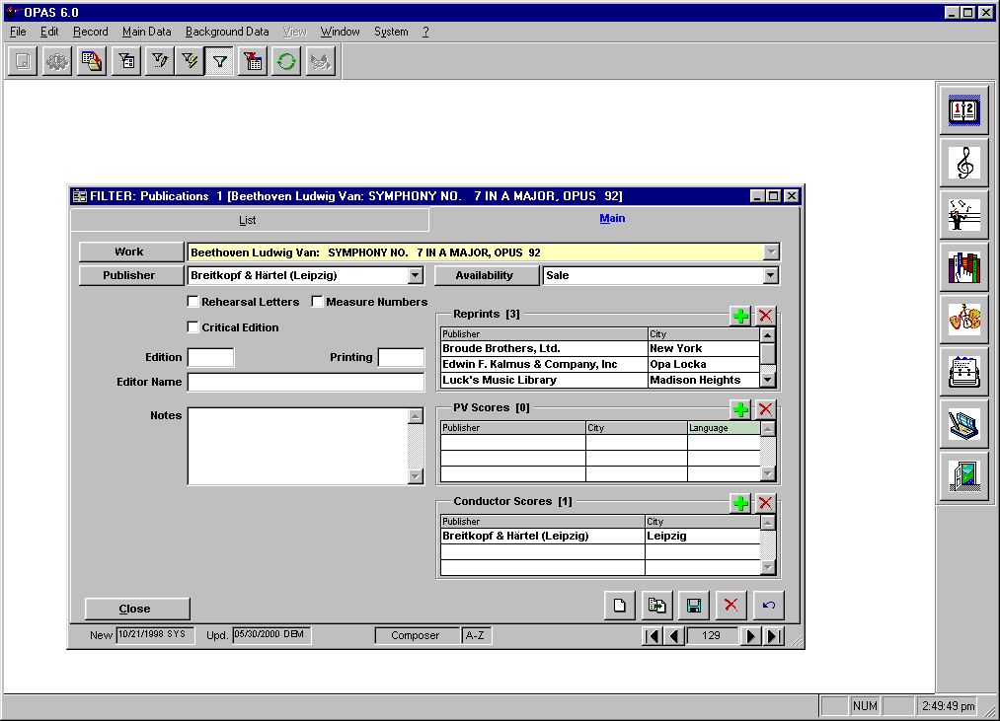 OPAS 6.0
File Edit Record Main Data Background Data View Window System ?
1 2
FILTER: Publications 1 [Beethoven Ludwig Van: SYMPHONY NO. 7 IN A MAJOR, OPUS 92]
List Main
Work Beethoven Ludwig Van: SYMPHONY NO. 7 IN A MAJOR, OPUS 92
Publisher Breitkopf & Härtel (Leipzig) Availability Sale
Rehearsal Letters Measure Numbers
Critical Edition
Edition Printing
Editor Name
Notes
Reprints [3]
Publisher City
Broude Brothers, Ltd. New York
Edwin F. Kalmus & Company, Inc Opa Locka
Luck's Music Library Madison Heights
PV Scores [0]
Publisher City Language
Conductor Scores [1]
Publisher City
Breitkopf & Härtel (Leipzig) Leipzig
Close
New 10/21/1998 SYS Upd. 05/30/2000 DEM Composer A-Z 129
NUM 2:49:49 pm